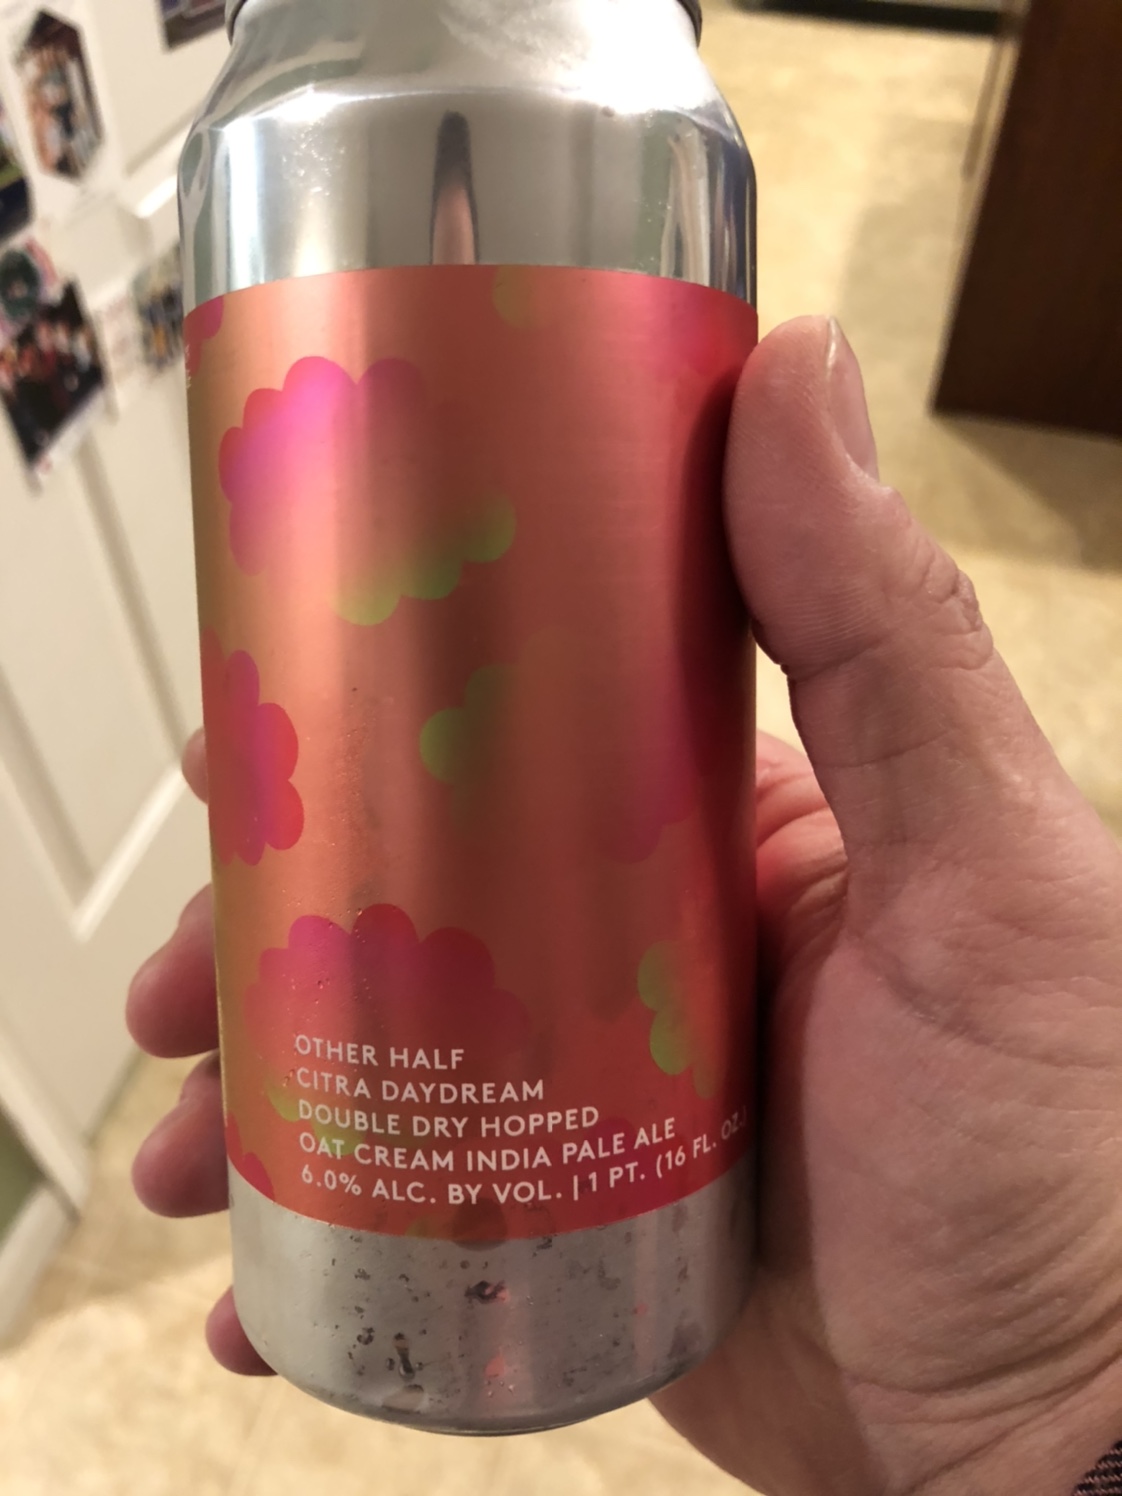 OTHER HALF
CITRA DAYDREAM
DOUBLE DRY HOPPED
OAT CREAM INDIA PALE ALE
6.0% ALC. BY VOL. | 1 PT. (16 FL. OZ.)